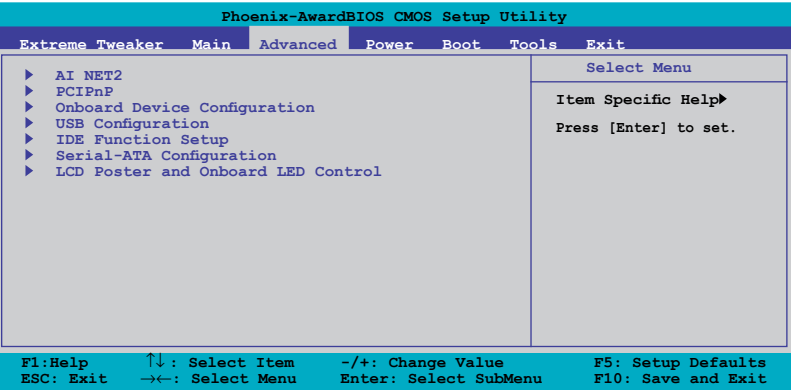 Phoenix-AwardBIOS CMOS Setup Utility
Extreme Tweaker Main Advanced Power Boot Tools Exit
AI NET2
PCIPnP
Onboard Device Configuration
USB Configuration
IDE Function Setup
Serial-ATA Configuration
LCD Poster and Onboard LED Control
Select Menu
Item Specific Help
Press [Enter] to set.
F1:Help ↑↓: Select Item -/+: Change Value F5: Setup Defaults
ESC: Exit →←: Select Menu Enter: Select SubMenu F10: Save and Exit